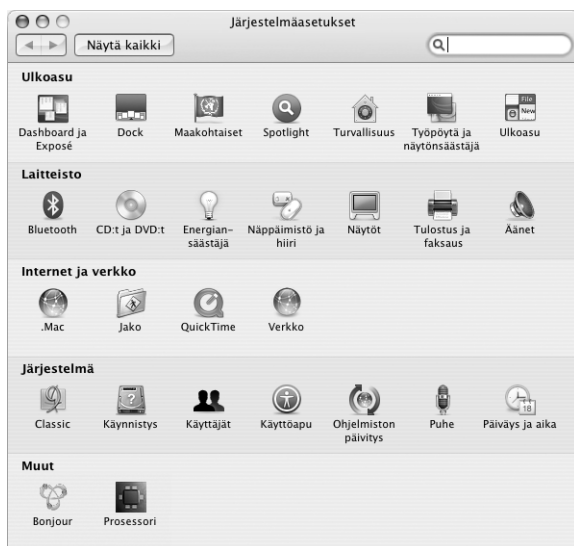 Järjestelmäasetukset
Näytä kaikki
Ulkoasu
Dashboard ja Exposé
Dock
Maakohtaiset
Spotlight
Turvallisuus
Työpöytä ja näytönsäästäjä
File
New
Ulkoasu
Laitteisto
Bluetooth
CD:t ja DVD:t
Energian-
säästäjä
Näppäimistö ja hiiri
Näytöt
Tulostus ja faksaus
Äänet
Internet ja verkko
.Mac
Jako
QuickTime
Verkko
Järjestelmä
Classic
Käynnistys
Käyttäjät
Käyttöapu
Ohjelmiston päivitys
Puhe
18
Päiväys ja aika
Muut
Bonjour
Prosessori